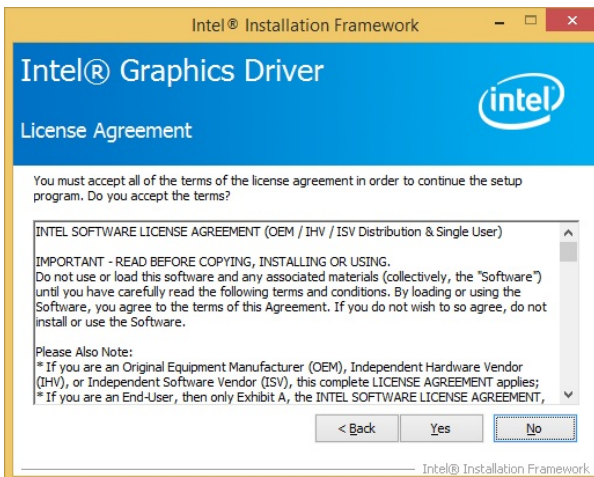 Intel® Installation Framework
Intel® Graphics Driver
intel
License Agreement
You must accept all of the terms of the license agreement in order to continue the setup
program. Do you accept the terms?
INTEL SOFTWARE LICENSE AGREEMENT (OEM / IHV / ISV Distribution & Single User)
IMPORTANT - READ BEFORE COPYING, INSTALLING OR USING.
Do not use or load this software and any associated materials (collectively, the "Software")
until you have carefully read the following terms and conditions. By loading or using the
Software, you agree to the terms of this Agreement. If you do not wish to so agree, do not
install or use the Software.
Please Also Note:
* If you are an Original Equipment Manufacturer (OEM), Independent Hardware Vendor
(IHV), or Independent Software Vendor (ISV), this complete LICENSE AGREEMENT applies;
* If you are an End-User, then only Exhibit A, the INTEL SOFTWARE LICENSE AGREEMENT,
< Back Yes No
Intel® Installation Framework